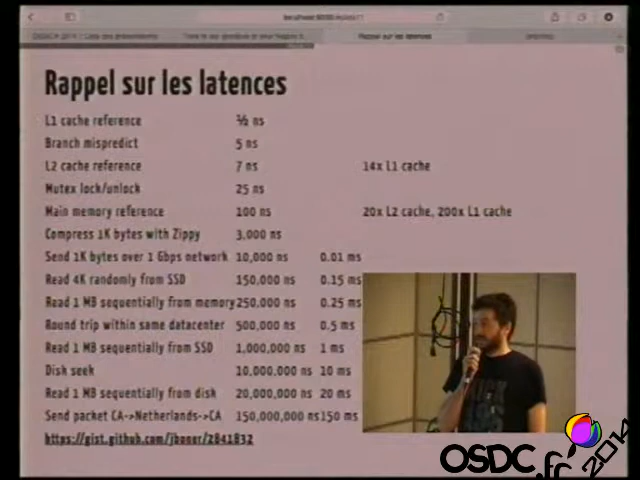 Rappel sur les latences
L1 cache reference ½ ns
Branch mispredict 5 ns
L2 cache reference 7 ns 14x L1 cache
Mutex lock/unlock 25 ns
Main memory reference 100 ns 20x L2 cache, 200x L1 cache
Compress 1K bytes with Zippy 3,000 ns
Send 1K bytes over 1 Gbps network 10,000 ns 0.01 ms
Read 4K randomly from SSD 150,000 ns 0.15 ms
Read 1 MB sequentially from memory 250,000 ns 0.25 ms
Round trip within same datacenter 500,000 ns 0.5 ms
Read 1 MB sequentially from SSD 1,000,000 ns 1 ms
Disk seek 10,000,000 ns 10 ms
Read 1 MB sequentially from disk 20,000,000 ns 20 ms
Send packet CA->Netherlands->CA 150,000,000 ns 150 ms
https://gist.github.com/jboner/2841832
OSDC.fr 2014